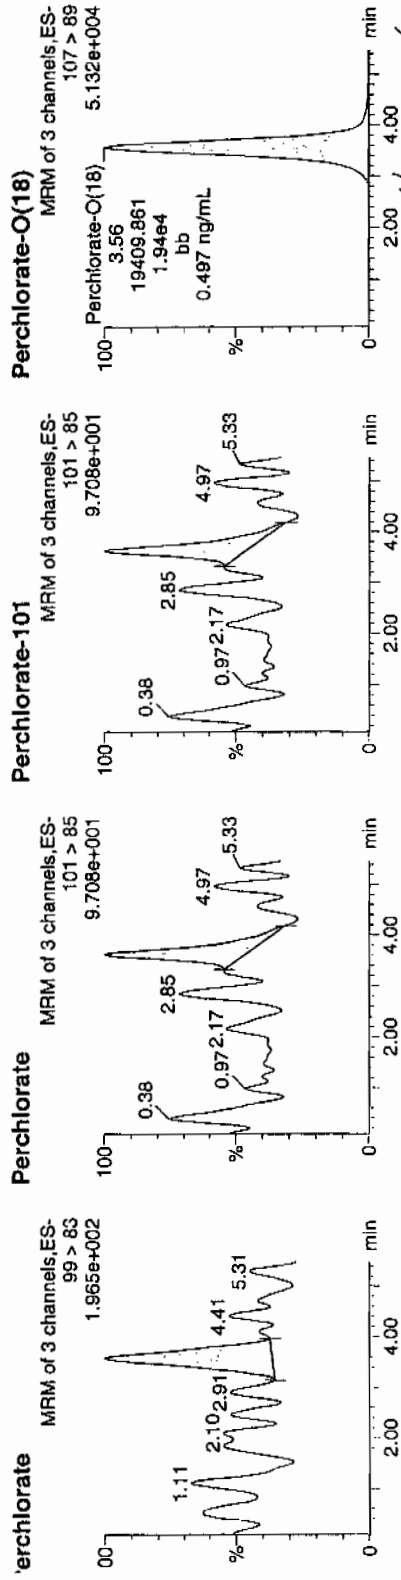 'erchlorate
MRM of 3 channels,ES-
99 > 83
1.965e+002
00
%
0
1.11
2.10
2.91
4.41
5.31
2.00
4.00
min
Perchlorate
MRM of 3 channels,ES-
101 > 85
9.708e+001
100
%
0
0.38
0.97
2.17
2.85
4.97
5.33
2.00
4.00
min
Perchlorate-101
MRM of 3 channels,ES-
101 > 85
9.708e+001
100
%
0
0.38
0.97
2.17
2.85
4.97
5.33
2.00
4.00
min
Perchlorate-O(18)
MRM of 3 channels,ES-
107 > 89
5.132e+004
100
%
0
Perchlorate-O(18)
3.56
19409.861
1.94e4
bb
0.497 ng/mL
2.00
4.00
min